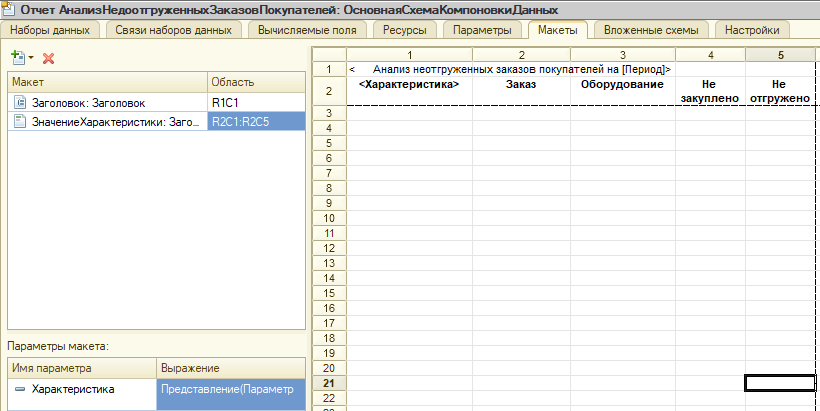 Отчет АнализНедоотгруженныхЗаказовПокупателей: ОсновнаяСхемаКомпоновкиДанных
Наборы данных Связи наборов данных Вычисляемые поля Ресурсы Параметры Макеты Вложенные схемы Настройки
Макет Область
Заголовок: Заголовок R1C1
ЗначениеХарактеристики: Заго... R2C1:R2C5
Параметры макета:
Имя параметра Выражение
Характеристика Представление(Параметр
1 2 3 4 5
1 < Анализ неотгруженных заказов покупателей на [Период]>
2 <Характеристика> Заказ Оборудование Не закуплено Не отгружено
3
4
5
6
7
8
9
10
11
12
13
14
15
16
17
18
19
20
21
22